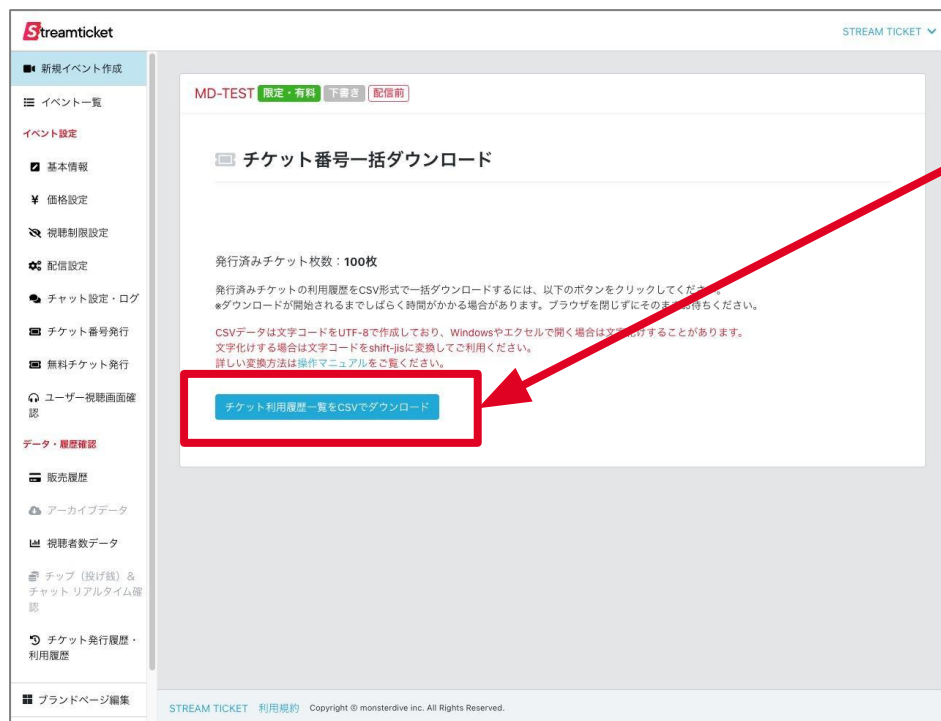 Streamticket
STREAM TICKET
新規イベント作成
イベント一覧
イベント設定
基本情報
価格設定
視聴制限設定
配信設定
チャット設定・ログ
チケット番号発行
無料チケット発行
ユーザー視聴画面確
認
データ・履歴確認
販売履歴
アーカイブデータ
視聴者数データ
チップ（投げ銭）&
チャット リアルタイム確
認
チケット発行履歴・
利用履歴
ブランドページ編集
MD-TEST 限定・有料 下書き 配信前
チケット番号一括ダウンロード
発行済みチケット枚数：100枚
発行済みチケットの利用履歴をCSV形式で一括ダウンロードするには、以下のボタンをクリックしてください。
※ダウンロードが開始されるまでしばらく時間がかかる場合があります。ブラウザを閉じずにそのままお待ちください。
CSVデータは文字コードをUTF-8で作成しており、Windowsやエクセルで開く場合は文字化けすることがあります。
文字化けする場合は文字コードをshift-jisに変換してご利用ください。
詳しい変換方法は操作マニュアルをご覧ください。
チケット利用履歴一覧をCSVでダウンロード
STREAM TICKET 利用規約 Copyright © monsterdive inc. All Rights Reserved.